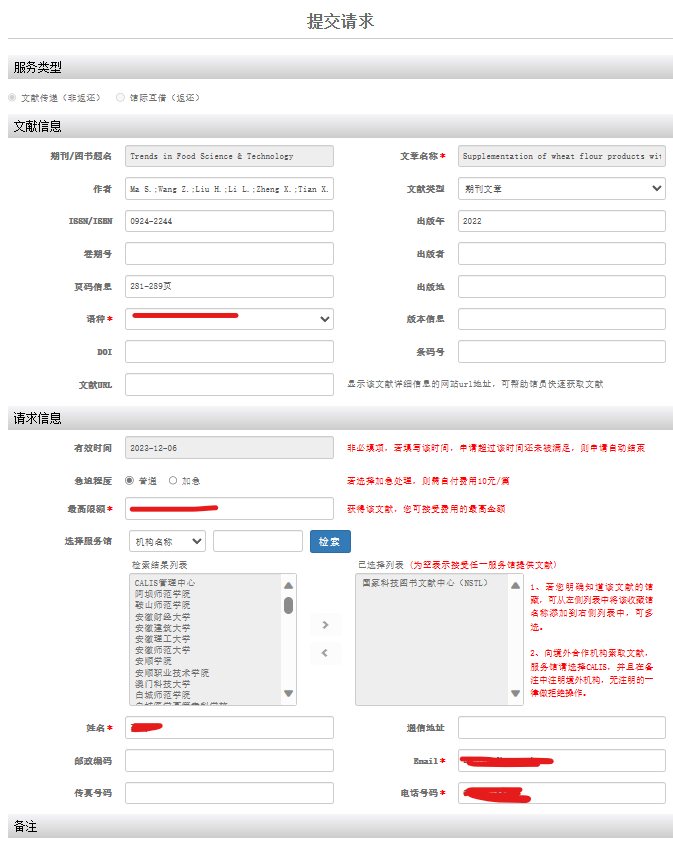 提交请求
服务类型
文献传递（非返还） 馆际互借（返还）
文献信息
期刊/图书题名 Trends in Food Science & Technology 文章名称* Supplementation of wheat flour products wit
作者 Ma S.;Wang Z.;Liu H.;Li L.;Zheng X.;Tian X. 文献类型 期刊文章
ISSN/ISBN 0924-2244 出版年 2022
卷期号 出版者
页码信息 281-289页 出版地
语种* 版本信息
DOI 条码号
文献URL 显示该文献详细信息的网站url地址，可帮助馆员快速获取文献
请求信息
有效时间 2023-12-06 非必填项，若填写该时间，申请超过该时间还未被满足，则申请自动结束
急迫程度 普通 加急 若选择加急处理，则需自付费用10元/篇
最高限额* 获得该文献，您可接受费用的最高金额
选择服务馆 机构名称 检索
检索结果列表 已选择列表（为空表示接受任一服务馆提供文献）
CALIS管理中心 国家科技图书文献中心（NSTL）
阿坝师范学院
鞍山师范学院
安徽财经大学
安徽建筑大学
安徽理工大学
安徽师范大学
安顺学院
安顺职业技术学院
澳门科技大学
白城师范学院
1、若您明确知道该文献的馆
藏，可从左侧列表中将该收藏馆
名称添加到右侧列表中，可多
选。
2、向境外合作机构索取文献，
服务馆请选择CALIS，并且在备
注中注明境外机构，无注明的一
律做拒绝操作。
姓名* 通信地址
邮政编码 Email*
传真号码 电话号码*
备注